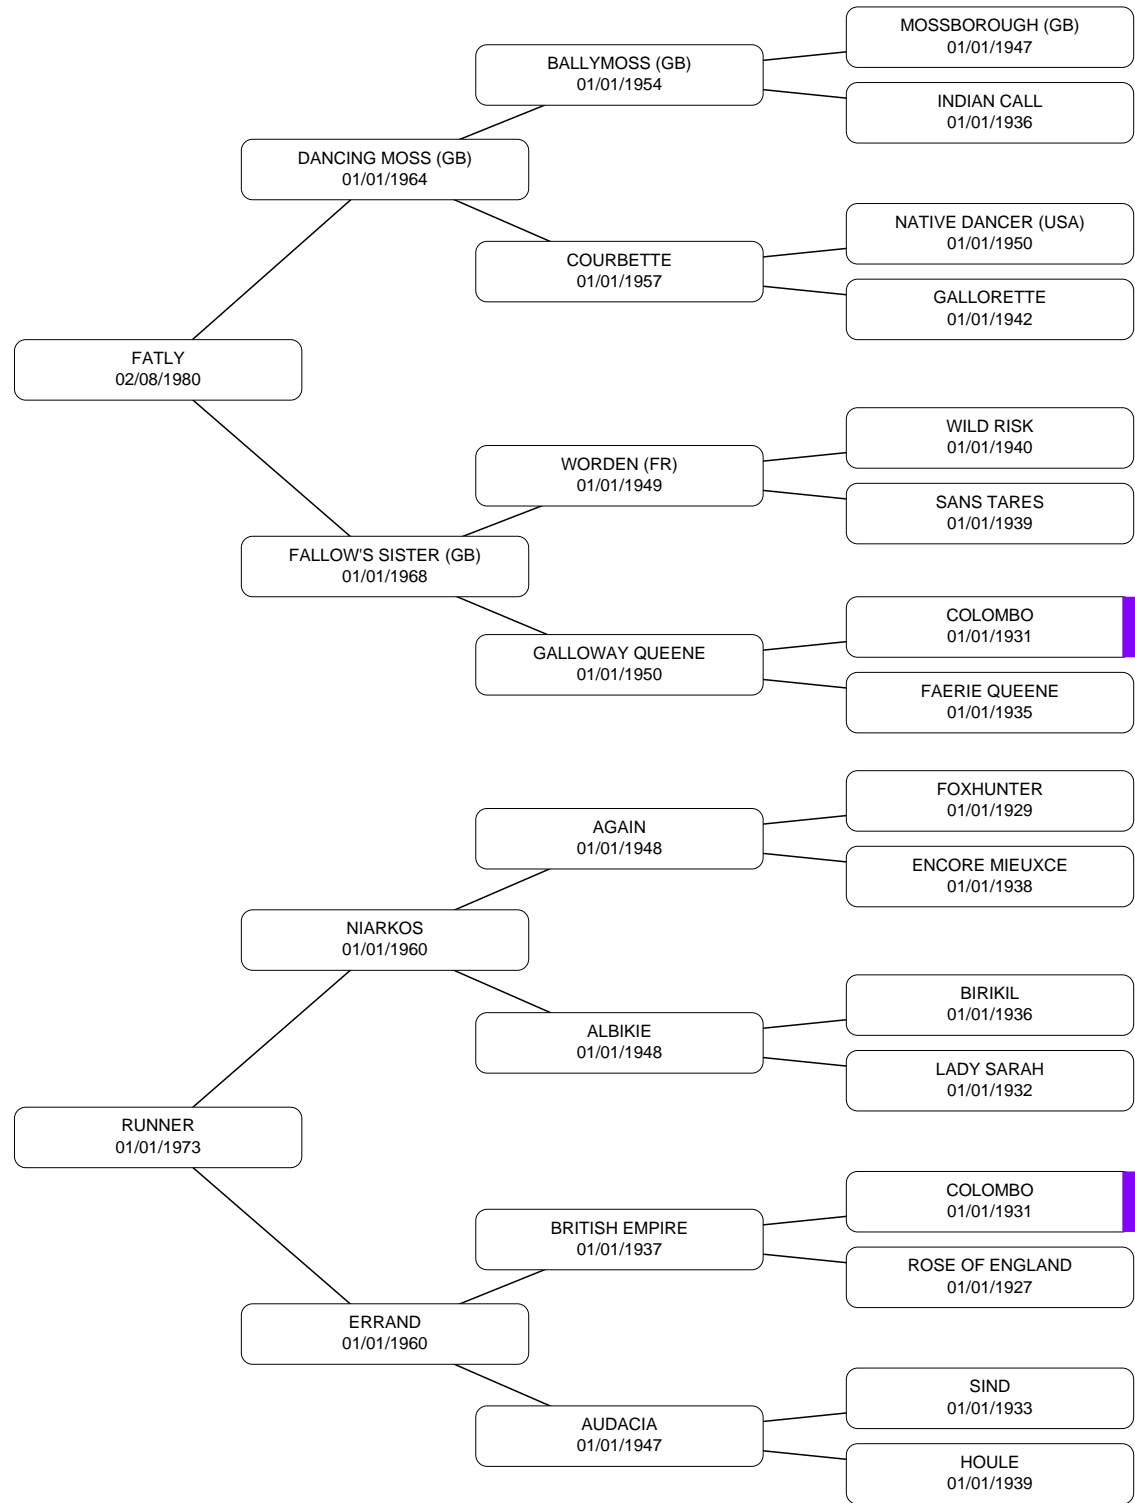 MOSSBOROUGH (GB)
01/01/1947
BALLYMOSS (GB)
01/01/1954
INDIAN CALL
01/01/1936
DANCING MOSS (GB)
01/01/1964
NATIVE DANCER (USA)
01/01/1950
COURBETTE
01/01/1957
GALLORETTE
01/01/1942
FATLY
02/08/1980
WILD RISK
01/01/1940
WORDEN (FR)
01/01/1949
SANS TARES
01/01/1939
FALLOW'S SISTER (GB)
01/01/1968
COLOMBO
01/01/1931
GALLOWAY QUEENE
01/01/1950
FAERIE QUEENE
01/01/1935
FOXHUNTER
01/01/1929
AGAIN
01/01/1948
ENCORE MIEUXCE
01/01/1938
NIARKOS
01/01/1960
BIRIKIL
01/01/1936
ALBIKIE
01/01/1948
LADY SARAH
01/01/1932
RUNNER
01/01/1973
COLOMBO
01/01/1931
BRITISH EMPIRE
01/01/1937
ROSE OF ENGLAND
01/01/1927
ERRAND
01/01/1960
SIND
01/01/1933
AUDACIA
01/01/1947
HOULE
01/01/1939